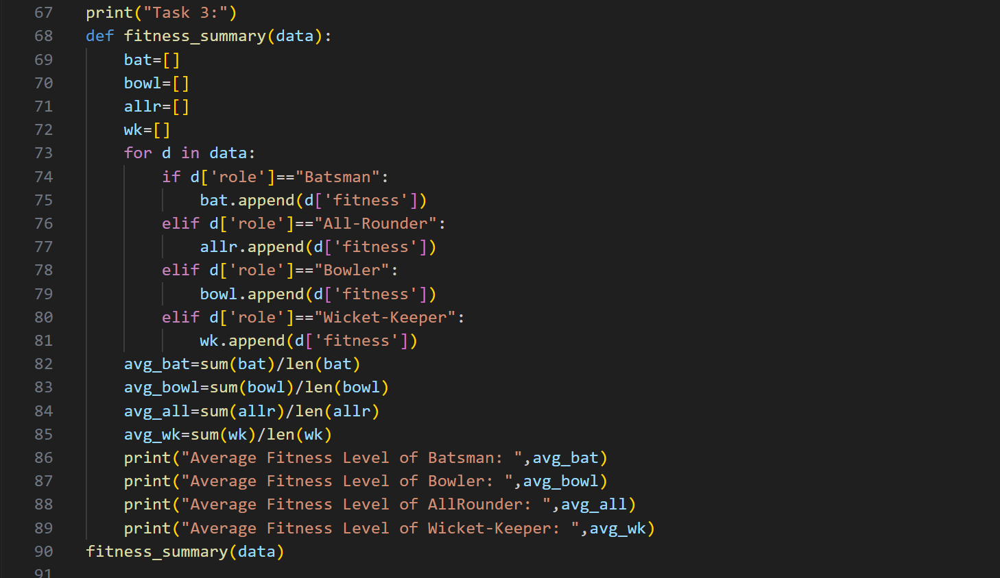 67 print("Task 3:")
68 def fitness_summary(data):
69     bat=[]
70     bowl=[]
71     allr=[]
72     wk=[]
73     for d in data:
74         if d['role']=="Batsman":
75             bat.append(d['fitness'])
76         elif d['role']=="All-Rounder":
77             allr.append(d['fitness'])
78         elif d['role']=="Bowler":
79             bowl.append(d['fitness'])
80         elif d['role']=="Wicket-Keeper":
81             wk.append(d['fitness'])
82     avg_bat=sum(bat)/len(bat)
83     avg_bowl=sum(bowl)/len(bowl)
84     avg_all=sum(allr)/len(allr)
85     avg_wk=sum(wk)/len(wk)
86     print("Average Fitness Level of Batsman: ",avg_bat)
87     print("Average Fitness Level of Bowler: ",avg_bowl)
88     print("Average Fitness Level of AllRounder: ",avg_all)
89     print("Average Fitness Level of Wicket-Keeper: ",avg_wk)
90 fitness_summary(data)
91